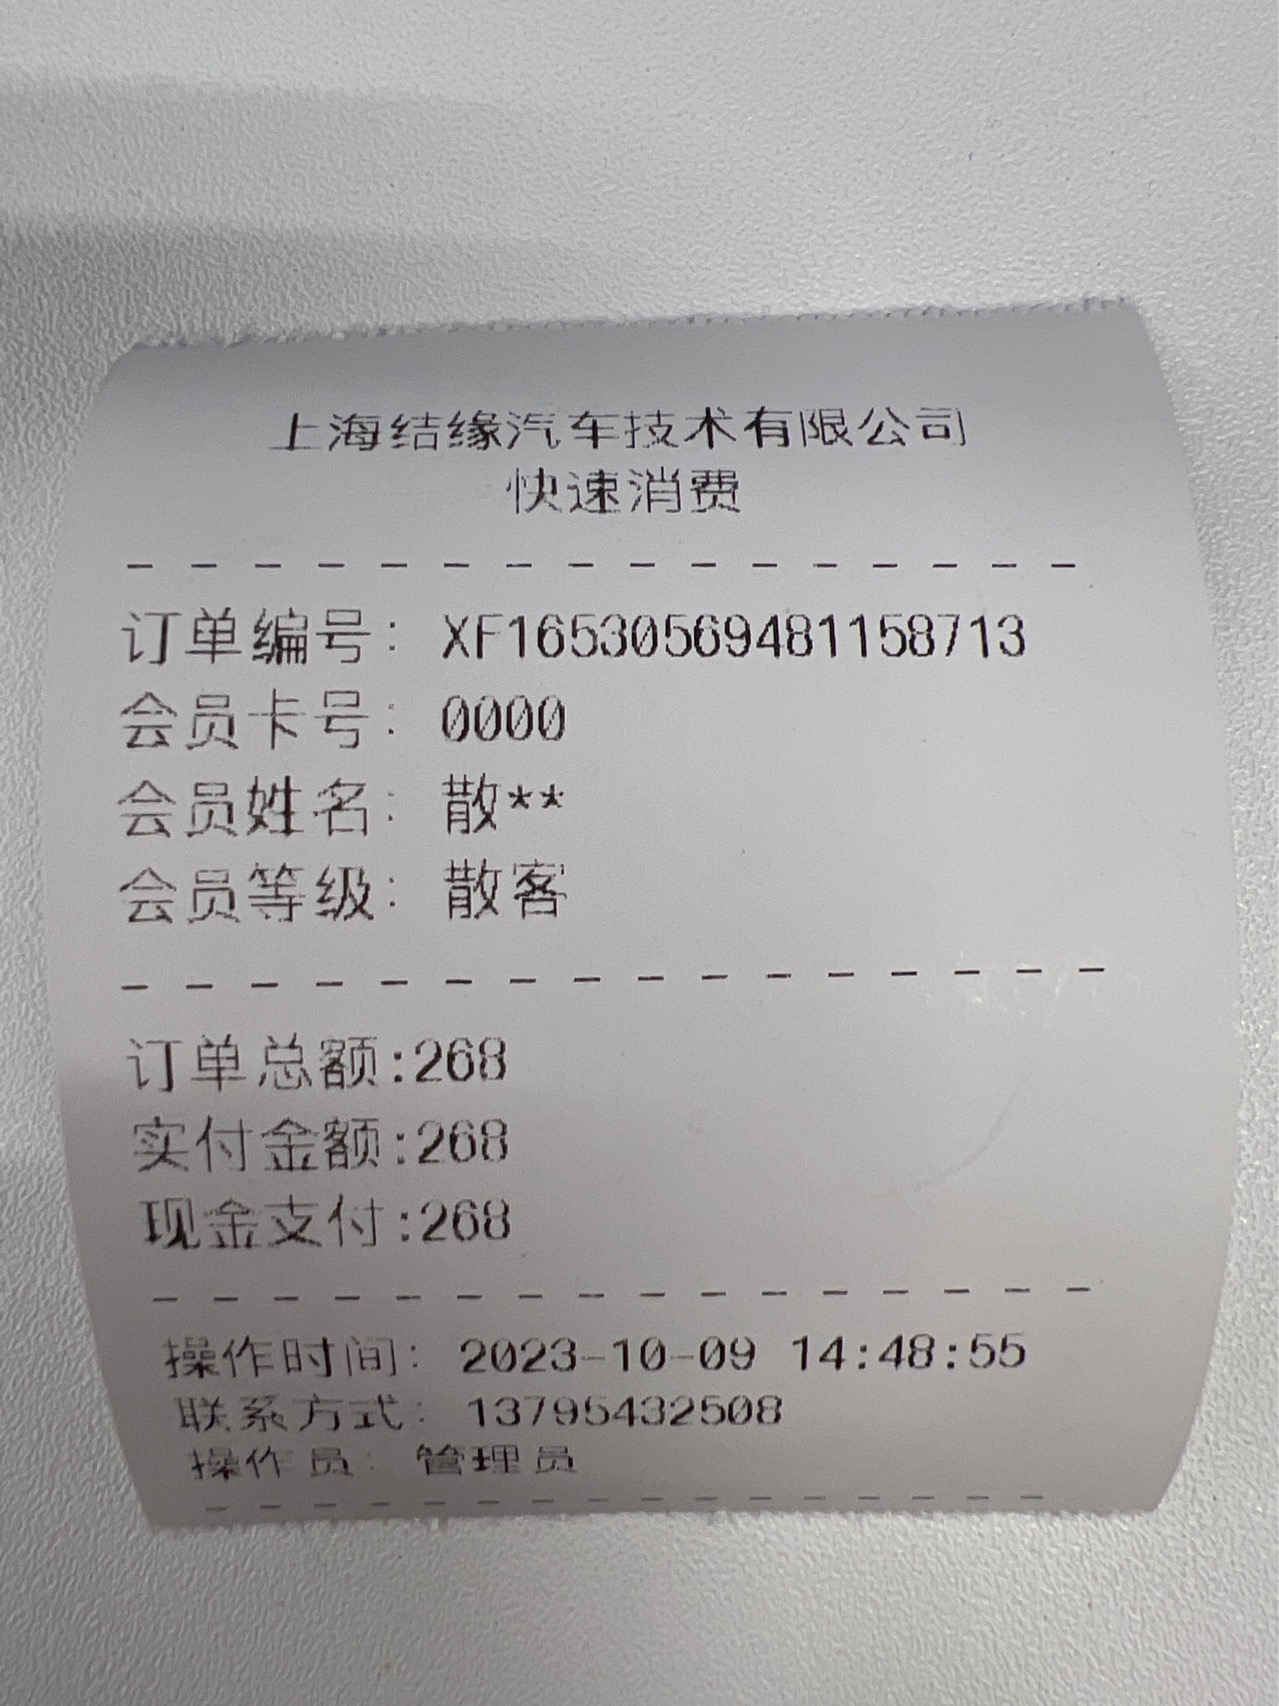 上海结缘汽车技术有限公司
快速消费
- - - - - - - - - - - - - - - -
订单编号: XF16530569481158713
会员卡号: 0000
会员姓名: 散**
会员等级: 散客
- - - - - - - - - - - - - - - -
订单总额:268
实付金额:268
现金支付:268
- - - - - - - - - - - - - - - -
操作时间: 2023-10-09 14:48:55
联系方式: 13795432508
操作员: 管理员
- - - - - - - - - - - - - - - -